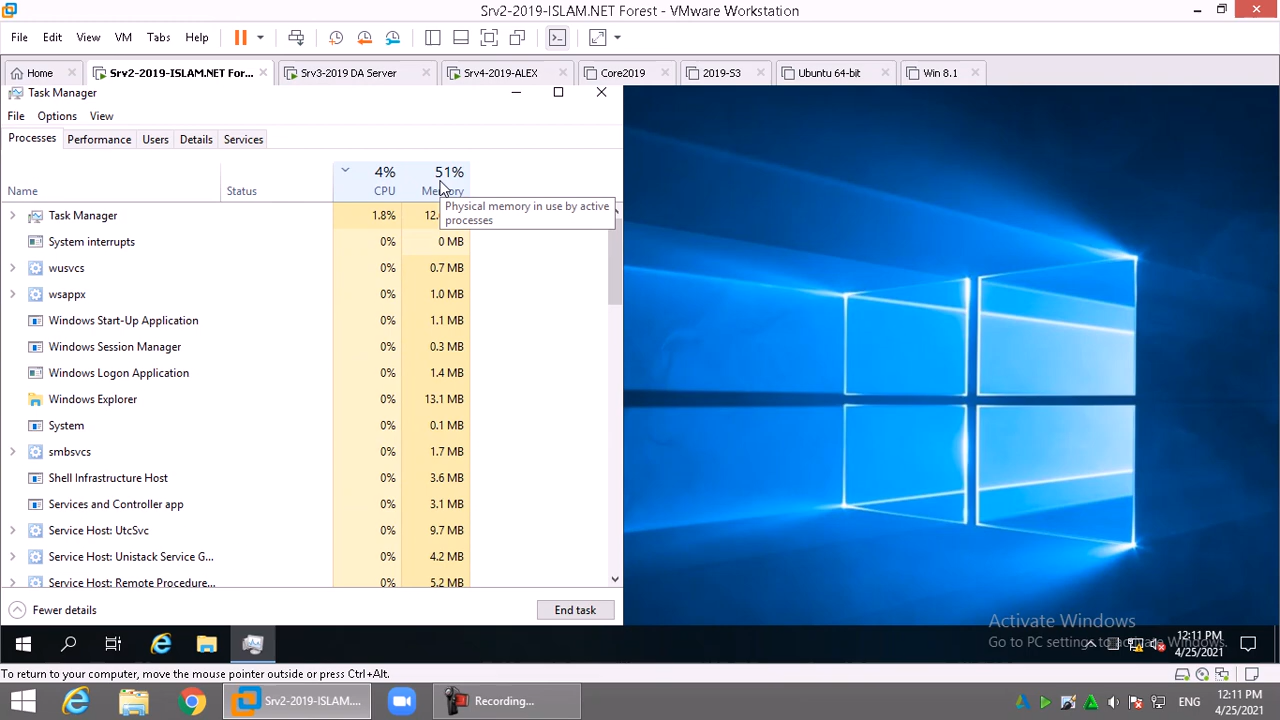 Srv2-2019-ISLAM.NET Forest - VMware Workstation
File Edit View VM Tabs Help
Home Srv2-2019-ISLAM.NET For... Srv3-2019 DA Server Srv4-2019-ALEX Core2019 2019-S3 Ubuntu 64-bit Win 8.1
Task Manager
File Options View
Processes Performance Users Details Services
4% 51%
Name Status CPU Memory
Physical memory in use by active
processes
Task Manager 1.8% 12.
System interrupts 0% 0 MB
wusvcs 0% 0.7 MB
wsappx 0% 1.0 MB
Windows Start-Up Application 0% 1.1 MB
Windows Session Manager 0% 0.3 MB
Windows Logon Application 0% 1.4 MB
Windows Explorer 0% 13.1 MB
System 0% 0.1 MB
smbsvcs 0% 1.7 MB
Shell Infrastructure Host 0% 3.6 MB
Services and Controller app 0% 3.1 MB
Service Host: UtcSvc 0% 9.7 MB
Service Host: Unistack Service G... 0% 4.2 MB
Service Host: Remote Procedure... 0% 5.2 MB
Fewer details End task
Activate Windows
Go to PC settings to activate Windows.
12:11 PM
4/25/2021
To return to your computer, move the mouse pointer outside or press Ctrl+Alt.
Srv2-2019-ISLAM.... Recording... ENG
12:11 PM
4/25/2021